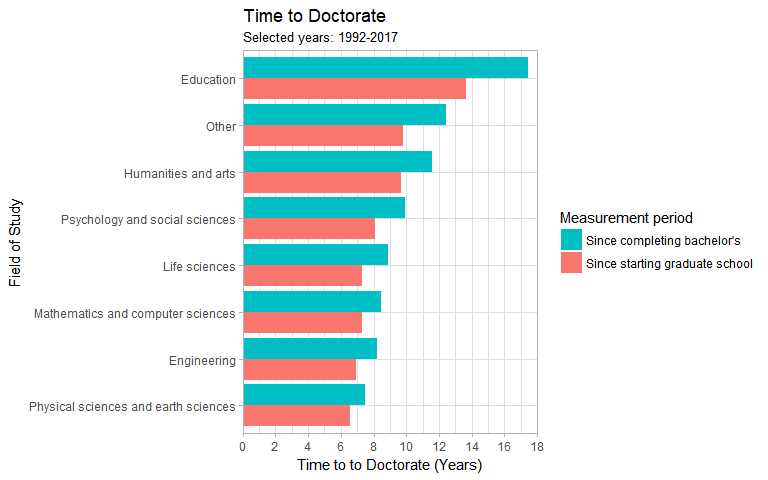 Time to Doctorate
Selected years: 1992-2017
Field of Study
Education
Other
Humanities and arts
Psychology and social sciences
Life sciences
Mathematics and computer sciences
Engineering
Physical sciences and earth sciences
0 2 4 6 8 10 12 14 16 18
Time to to Doctorate (Years)
Measurement period
Since completing bachelor's
Since starting graduate school